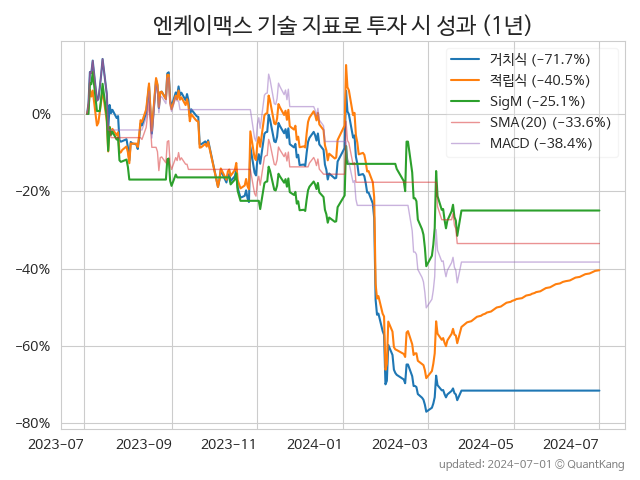 엔케이맥스 기술 지표로 투자 시 성과 (1년)
거치식 (−71.7%)
적립식 (−40.5%)
SigM (−25.1%)
SMA(20) (−33.6%)
MACD (−38.4%)
0%
−20%
−40%
−60%
−80%
2023-07 2023-09 2023-11 2024-01 2024-03 2024-05 2024-07
updated: 2024-07-01 © QuantKang